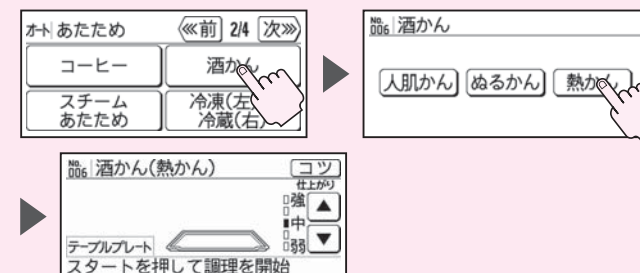 オート あたため 前 2/4 次
コーヒー 酒かん
スチーム
あたため
冷凍(左
冷蔵(右)
No.006 酒かん
人肌かん ぬるかん 熱かん
No.006 酒かん(熱かん) コツ
仕上がり
強
中
弱
テーブルプレート
スタートを押して調理を開始